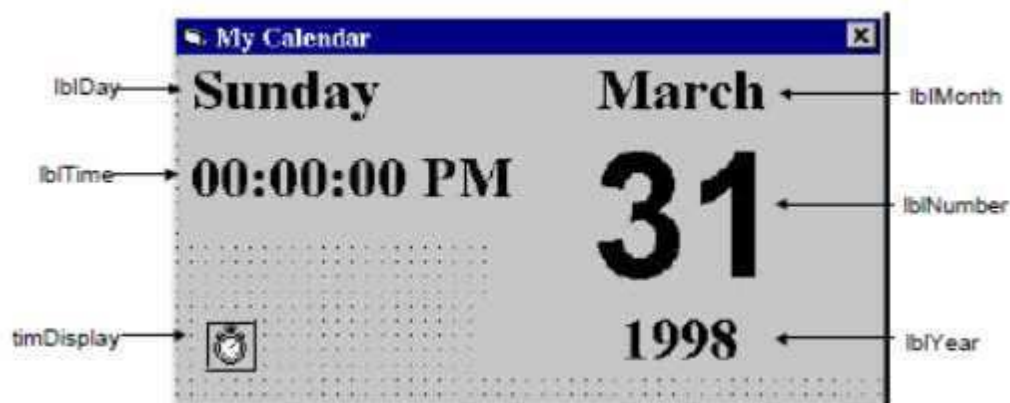 My Calendar
lblDay
Sunday
March
lblMonth
lblTime
00:00:00 PM
31
lblNumber
timDisplay
1998
lblYear